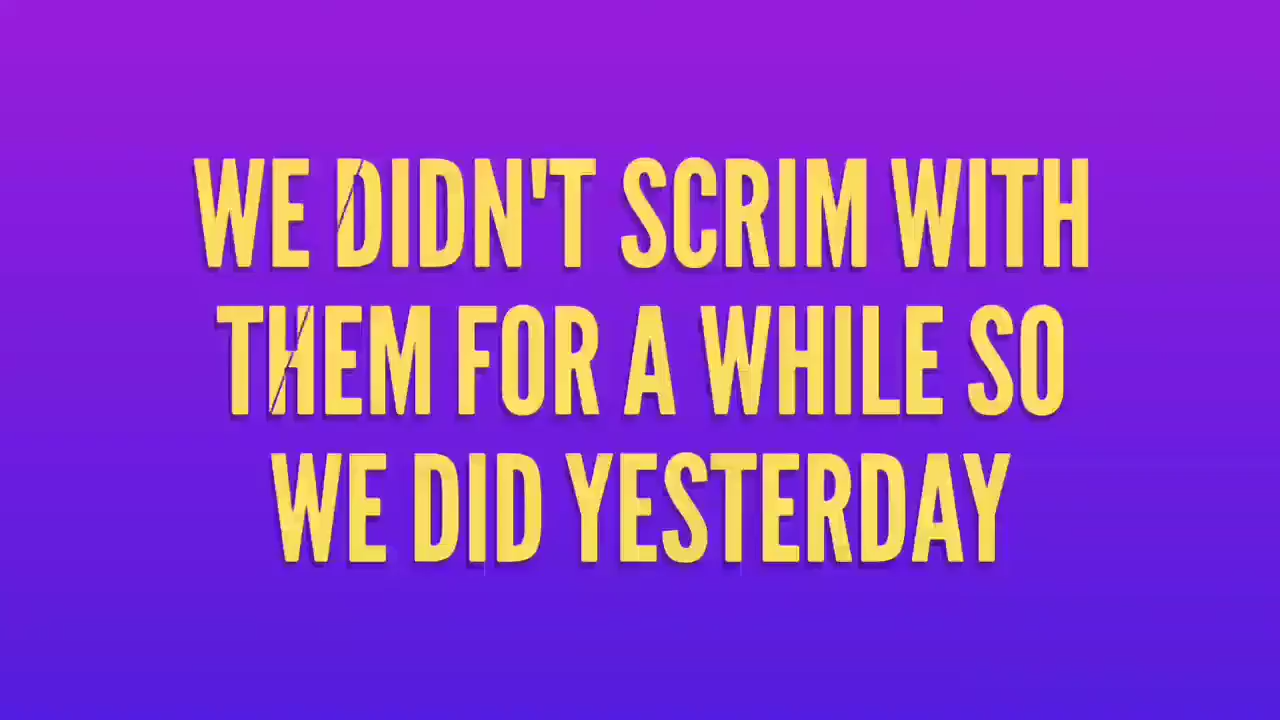 WE DIDN'T SCRIM WITH
THEM FOR A WHILE SO
WE DID YESTERDAY